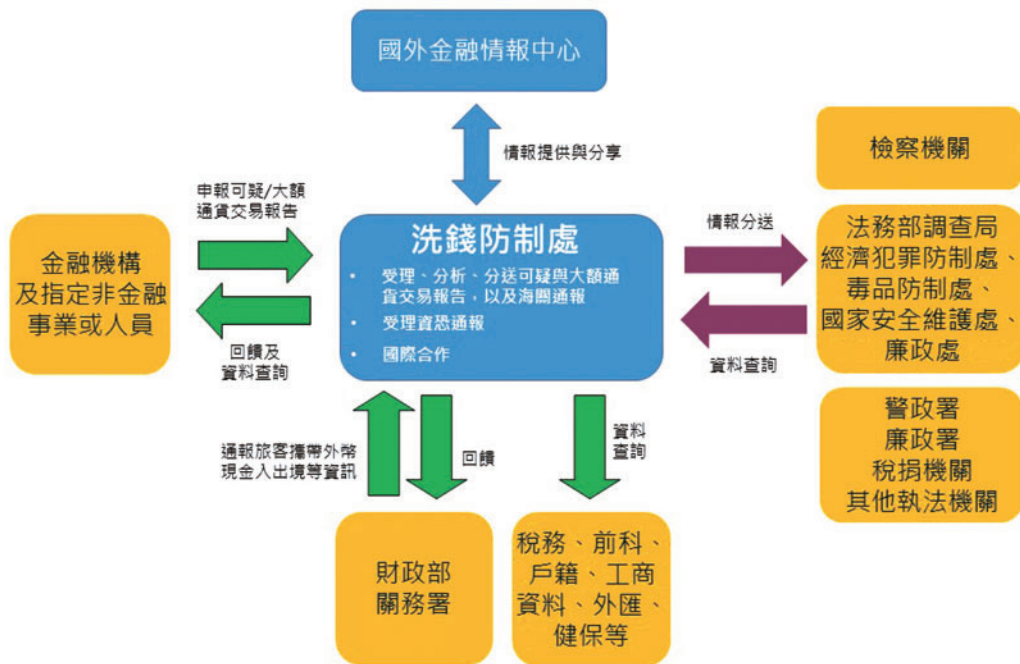 國外金融情報中心
情報提供與分享
檢察機關
申報可疑/大額
通貨交易報告
金融機構
及指定非金融
事業或人員
回饋及
資料查詢
洗錢防制處
• 受理、分析、分送可疑與大額通
貨交易報告，以及海關通報
• 受理資恐通報
• 國際合作
情報分送
資料查詢
法務部調查局
經濟犯罪防制處、
毒品防制處、
國家安全維護處、
廉政處
警政署
廉政署
稅捐機關
其他執法機關
通報旅客攜帶外幣
現金入出境等資訊
回饋
資料
查詢
財政部
關務署
稅務、前科、
戶籍、工商
資料、外匯、
健保等